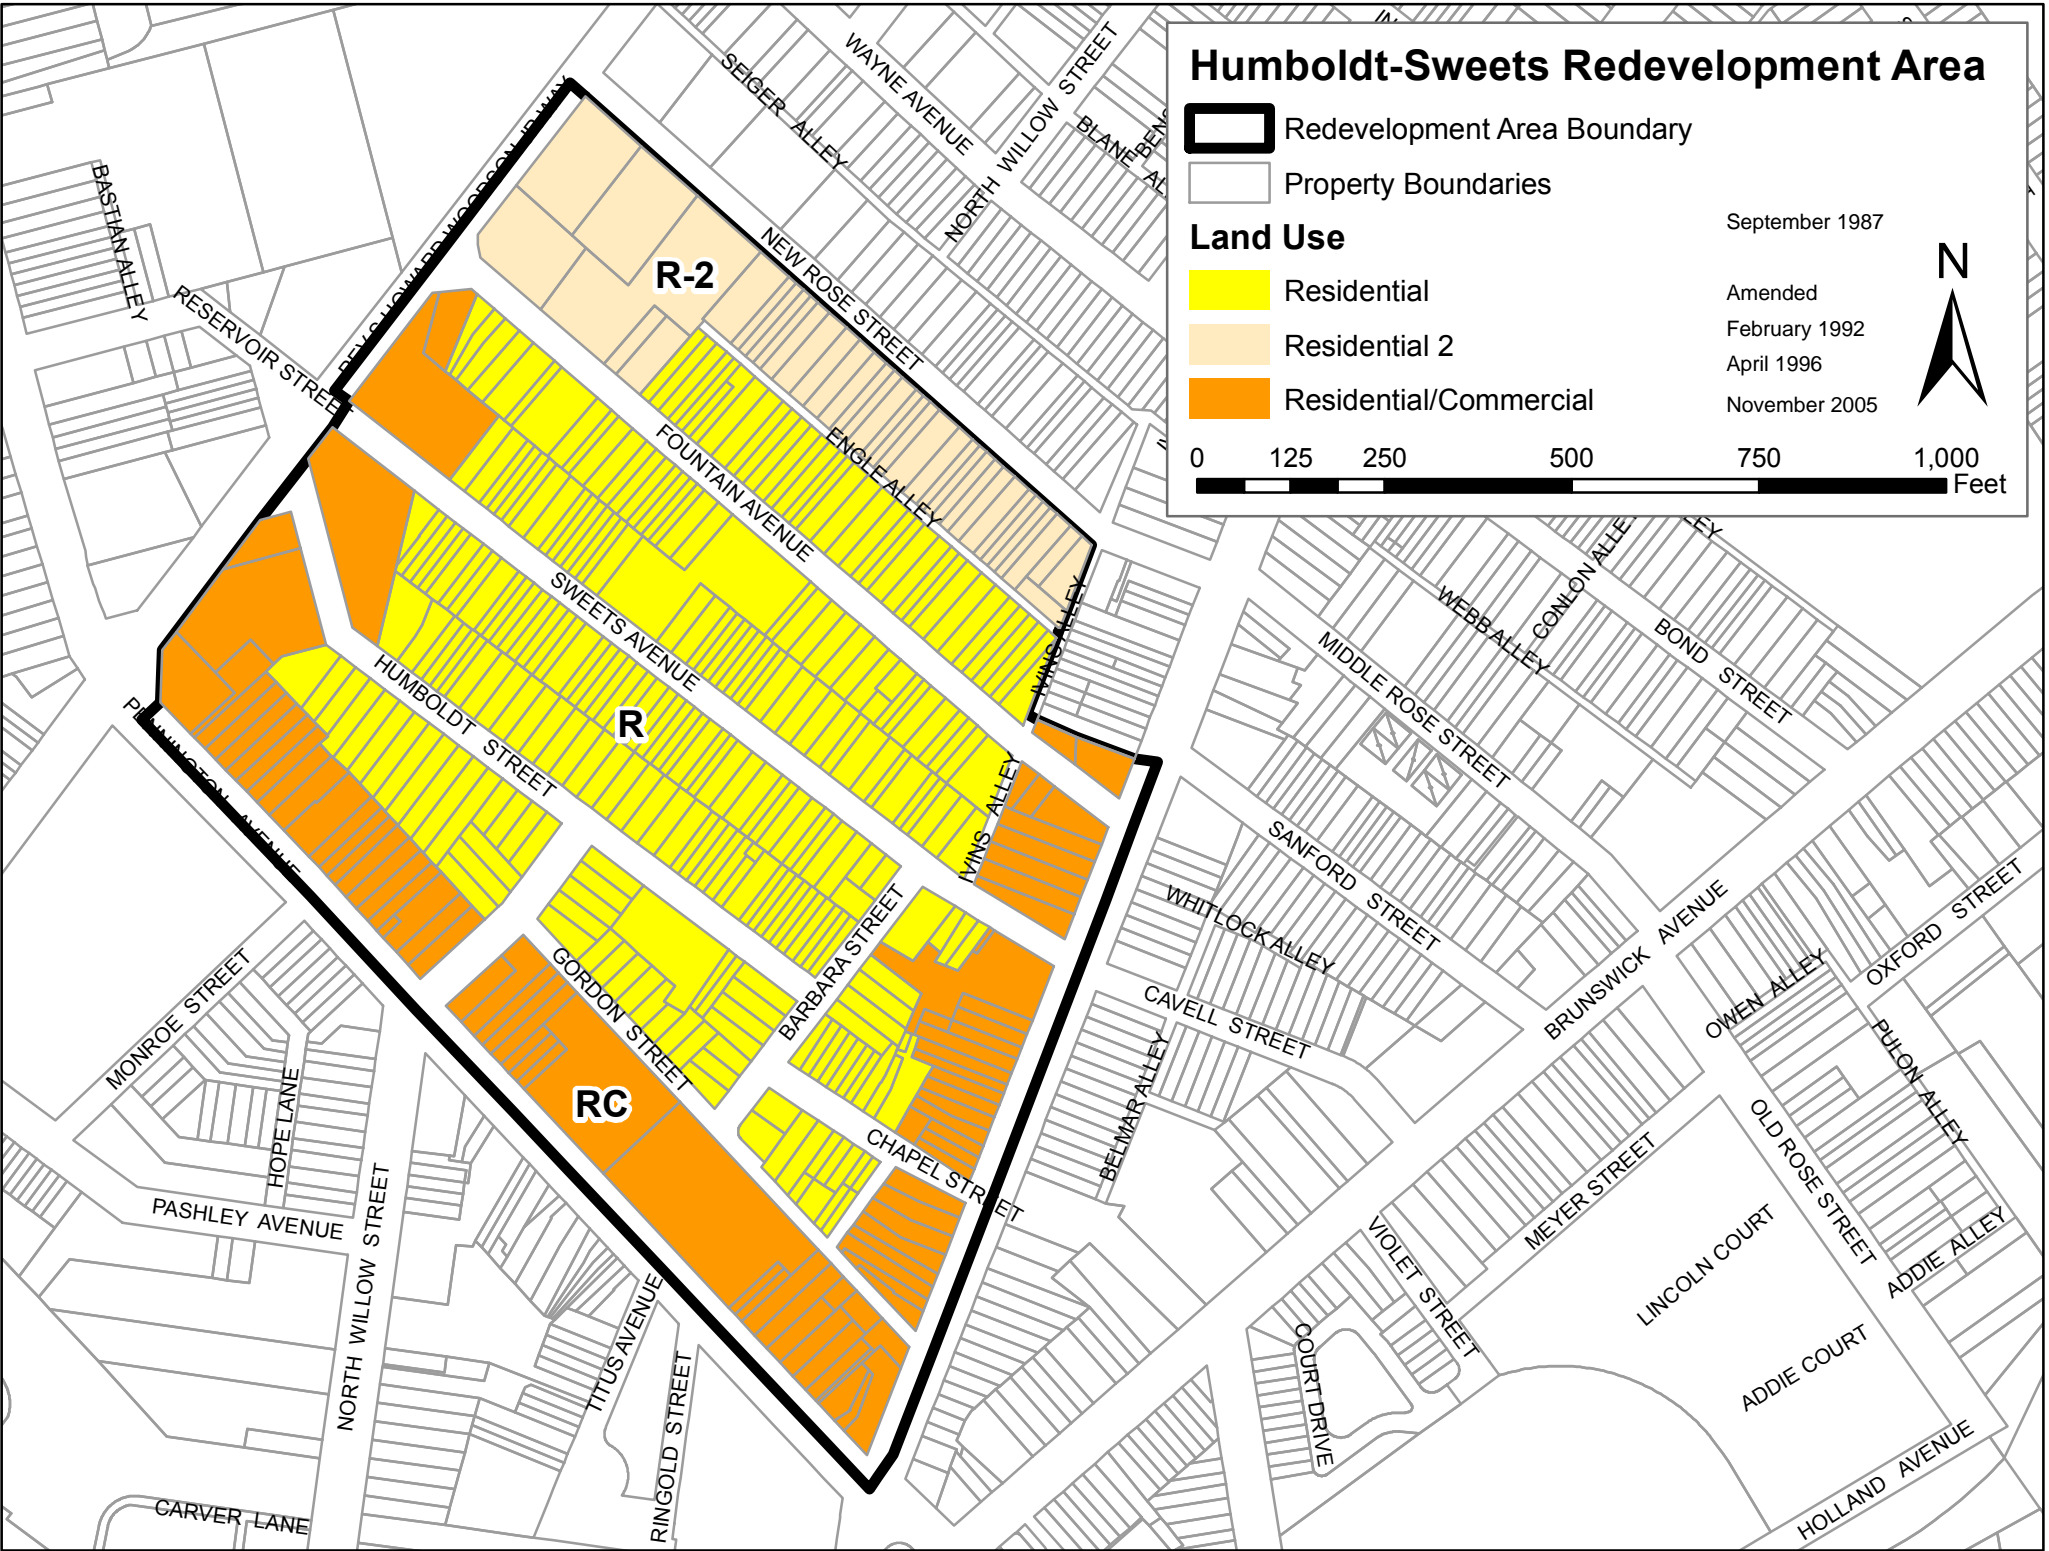 Humboldt-Sweets Redevelopment Area
Redevelopment Area Boundary
Property Boundaries
September 1987
Land Use
Residential
Amended
Residential 2
February 1992
April 1996
Residential/Commercial
November 2005
N
0 125 250 500 750 1,000
Feet
WAYNE AVENUE
SEIGER ALLEY
NORTH WILLOW STREET
BLANE
BASTIAN ALLEY
RESERVOIR STREET
NEW ROSE STREET
R-2
FOUNTAIN AVENUE
ENGLE ALLEY
SWEETS AVENUE
IVINS ALLEY
HUMBOLDT STREET
R
PENNINGTON AVENUE
IVINS ALLEY
GORDON STREET
BARBARA STREET
RC
CHAPEL STREET
CONLON ALLEY
WEBB ALLEY
BOND STREET
MIDDLE ROSE STREET
SANFORD STREET
WHITLOCK ALLEY
CAVELL STREET
BRUNSWICK AVENUE
OXFORD STREET
OWEN ALLEY
PULON ALLEY
BELMAR ALLEY
OLD ROSE STREET
MEYER STREET
MONROE STREET
HOPE LANE
PASHLEY AVENUE
NORTH WILLOW STREET
TITUS AVENUE
RINGOLD STREET
CARVER LANE
VIOLET STREET
COURT DRIVE
LINCOLN COURT
ADDIE ALLEY
ADDIE COURT
HOLLAND AVENUE